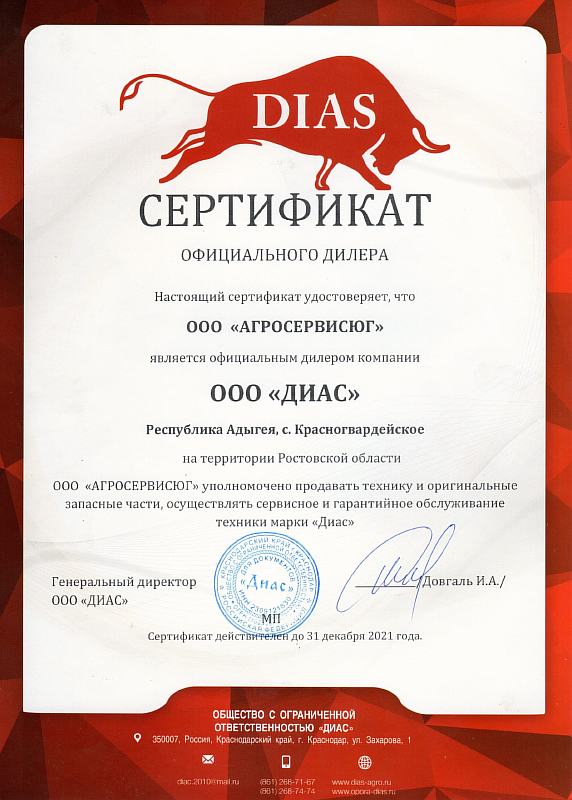 DIAS
СЕРТИФИКАТ
ОФИЦИАЛЬНОГО ДИЛЕРА
Настоящий сертификат удостоверяет, что
ООО «АГРОСЕРВИСЮГ»
является официальным дилером компании
ООО «ДИАС»
Республика Адыгея, с. Красногвардейское
на территории Ростовской области
ООО «АГРОСЕРВИСЮГ» уполномочено продавать технику и оригинальные
запасные части, осуществлять сервисное и гарантийное обслуживание
техники марки «Диас»
Генеральный директор
ООО «ДИАС»
ДЛЯ ДОКУМЕНТОВ
«Диас»
МП
/Довгаль И.А./
Сертификат действителен до 31 декабря 2021 года.
ОБЩЕСТВО С ОГРАНИЧЕННОЙ
ОТВЕТСТВЕННОСТЬЮ «ДИАС»
350007, Россия, Краснодарский край, г. Краснодар, ул. Захарова, 1
diac.2010@mail.ru (861) 268-71-67 www.dias-agro.ru
(861) 268-74-74 www.opora-dias.ru